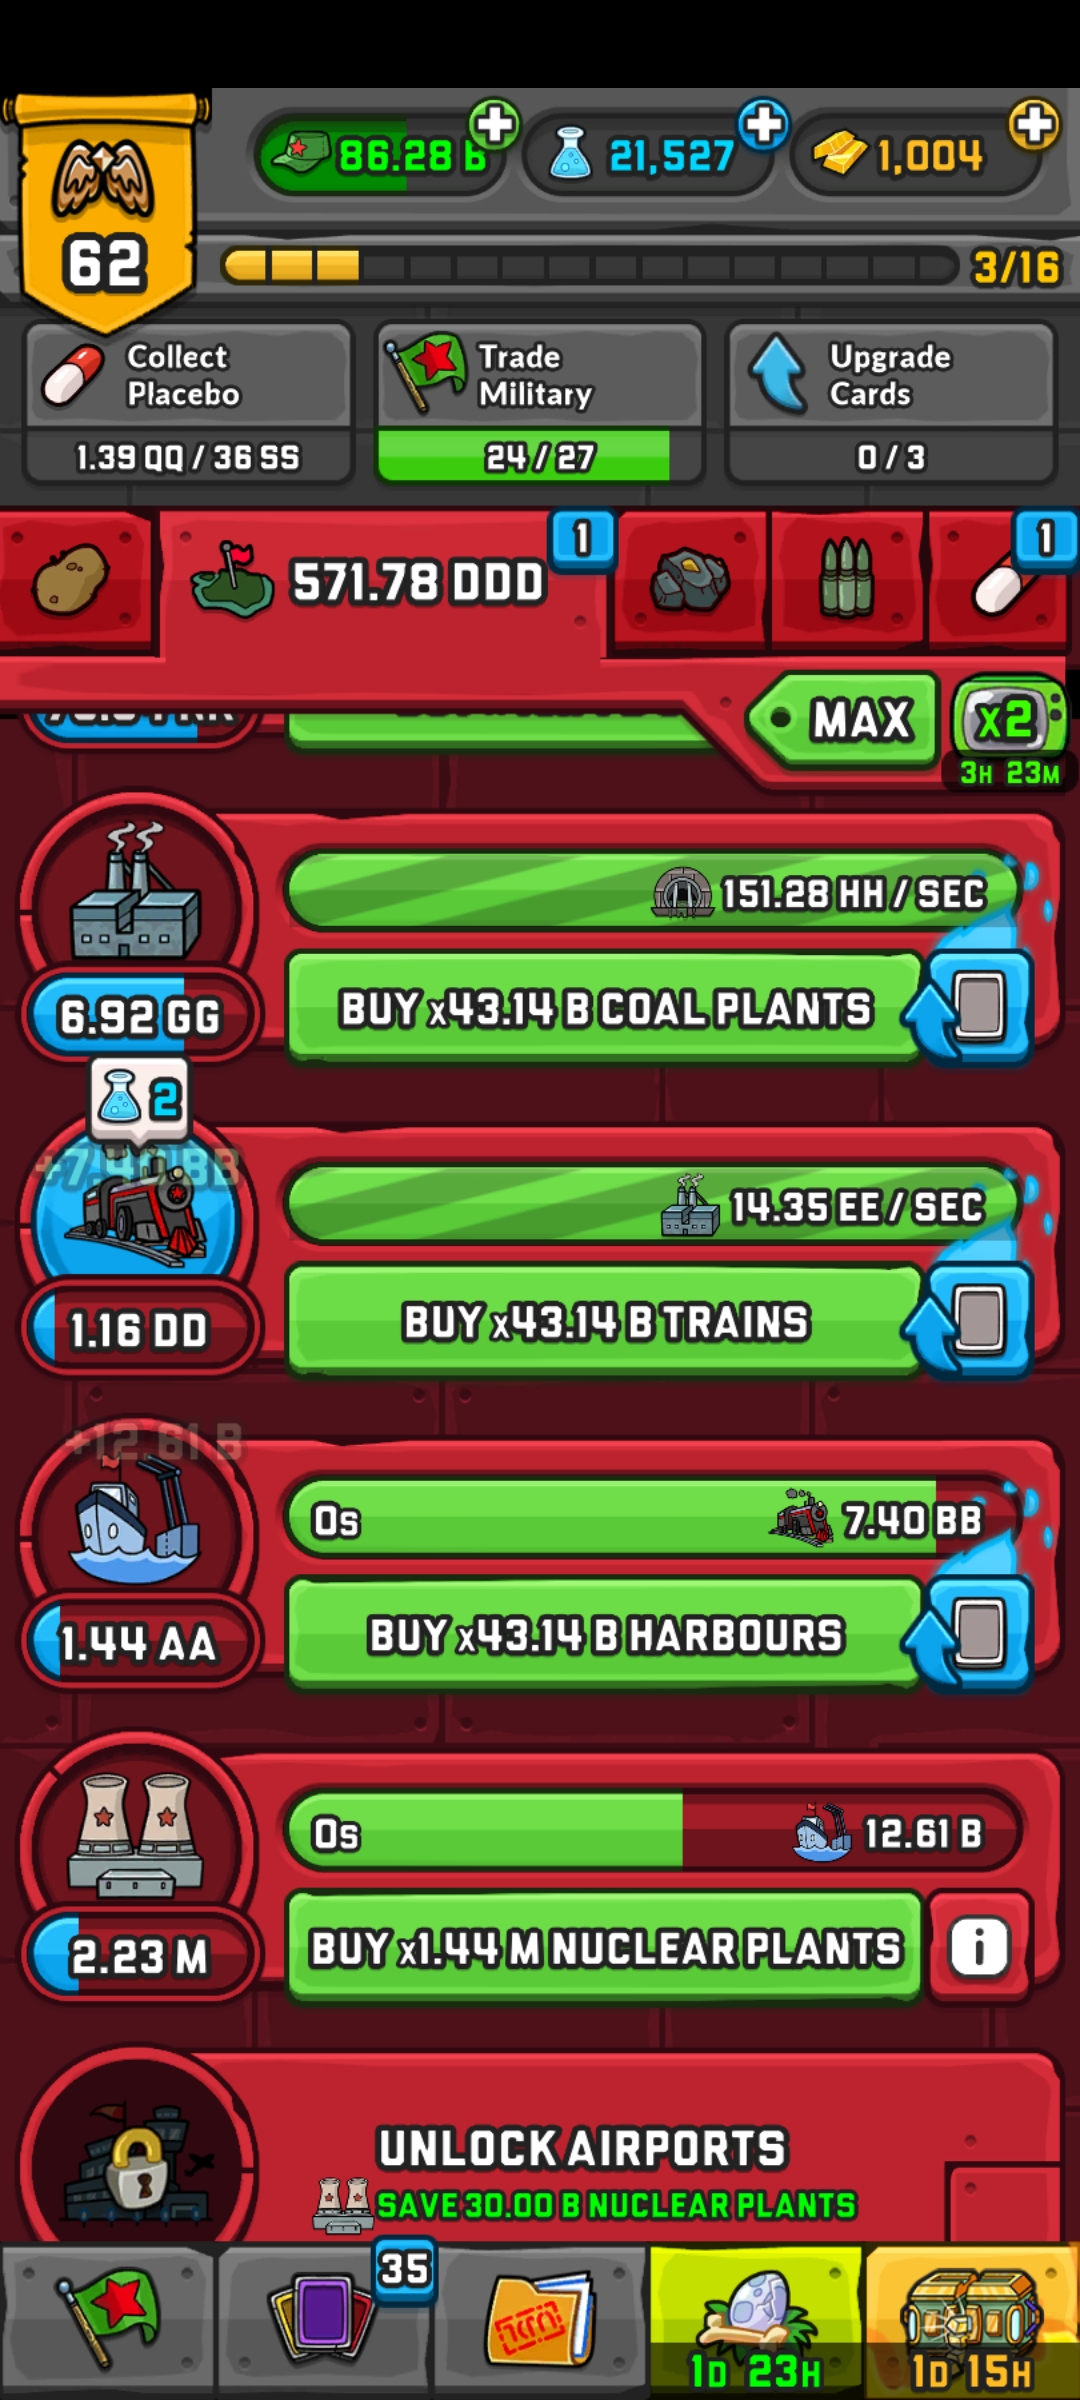 62
86.28 B
21,527
1,004
3/16
Collect
Placebo
1.39 QQ / 36 SS
Trade
Military
24 / 27
Upgrade
Cards
0 / 3
571.78 DDD
1
1
MAX
x2
3H 23M
151.28 HH / SEC
6.92 GG
BUY x43.14 B COAL PLANTS
2
+7.40 BB
14.35 EE / SEC
1.16 DD
BUY x43.14 B TRAINS
+12.61 B
0s
7.40 BB
1.44 AA
BUY x43.14 B HARBOURS
0s
12.61 B
2.23 M
BUY x1.44 M NUCLEAR PLANTS
i
UNLOCK AIRPORTS
SAVE 30.00 B NUCLEAR PLANTS
35
1D 23H
1D 15H